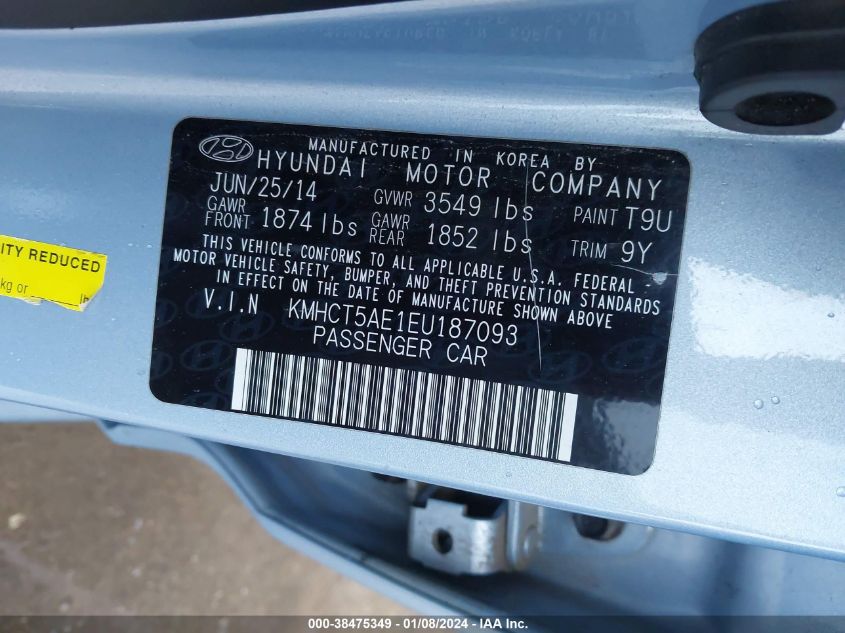 MANUFACTURED IN KOREA BY
HYUNDAI MOTOR COMPANY
JUN/25/14 GVWR 3549 lbs PAINT T9U
GAWR FRONT 1874 lbs GAWR REAR 1852 lbs TRIM 9Y
THIS VEHICLE CONFORMS TO ALL APPLICABLE U.S.A. FEDERAL
MOTOR VEHICLE SAFETY, BUMPER, AND THEFT PREVENTION STANDARDS
IN EFFECT ON THE DATE OF MANUFACTURE SHOWN ABOVE
V.I.N KMHCT5AE1EU187093
PASSENGER CAR
ITY REDUCED
kg or lb
000-38475349 | 01/08/2024 - IAA Inc.